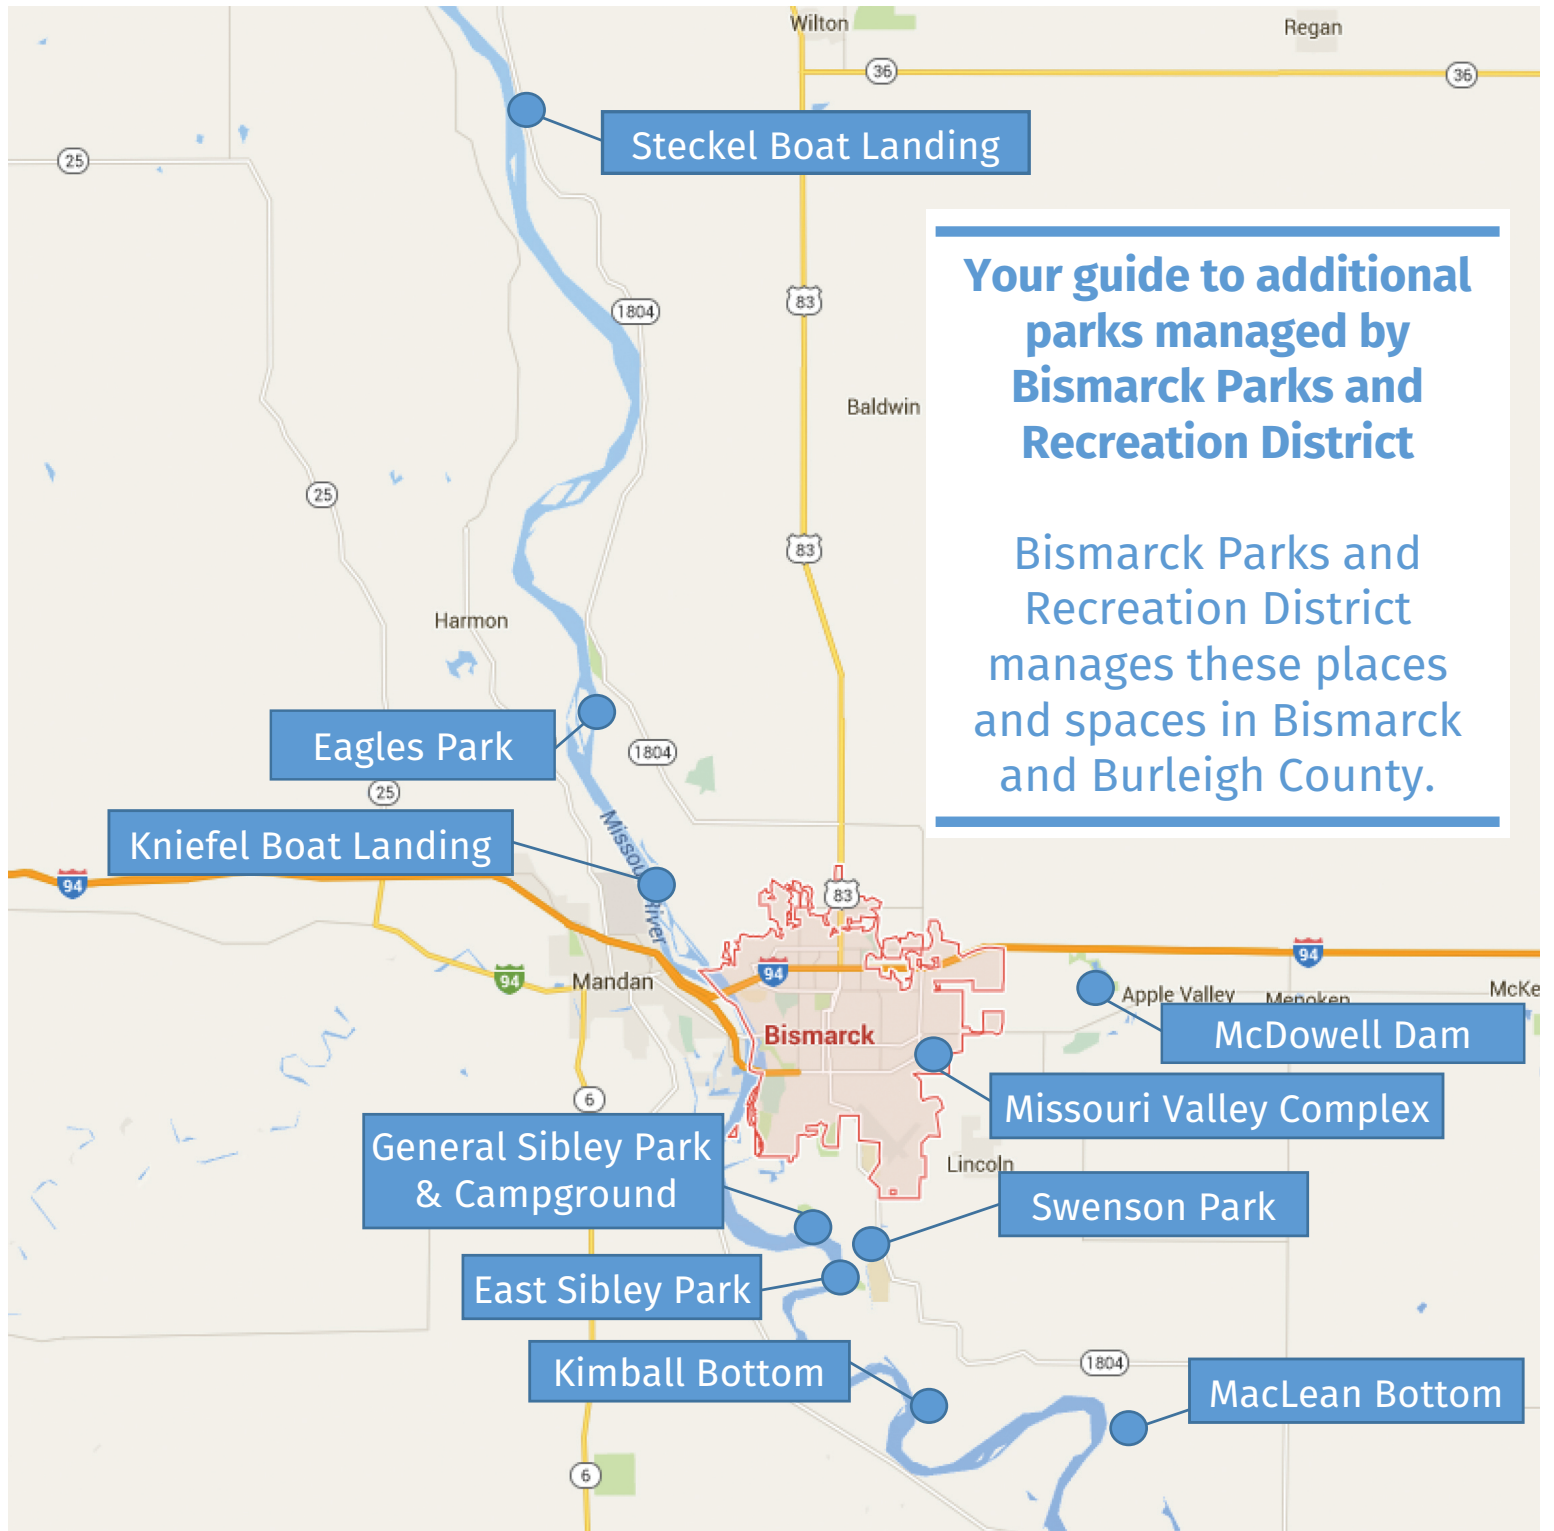 Wilton
Regan
36
36
Steckel Boat Landing
25
Your guide to additional
parks managed by
Bismarck Parks and
Recreation District
83
1804
Baldwin
25
83
Bismarck Parks and
Recreation District
manages these places
and spaces in Bismarck
and Burleigh County.
Harmon
Eagles Park
1804
25
Kniefel Boat Landing
Missou
River
94
83
94
94
94
Mandan
Apple Valley
Menoken
McKe
Bismarck
McDowell Dam
Missouri Valley Complex
6
General Sibley Park
& Campground
Lincoln
Swenson Park
East Sibley Park
Kimball Bottom
1804
MacLean Bottom
6